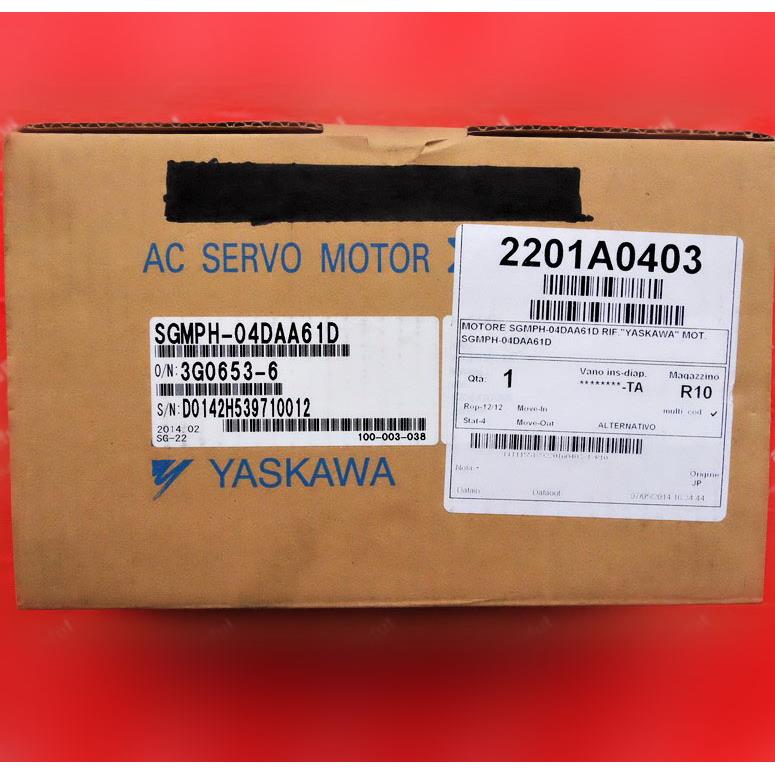 AC SERVO MOTOR
SGMPH-04DAA61D
O/N: 3G0653-6
S/N: D0142H539710012
2014.02
SG-22 100-003-038
YASKAWA
2201A0403
MOTORE SGMPH-04DAA61D RIF."YASKAWA" MOT.
SGMPH-04DAA61D
Qta: 1
Vano ins-diap.
********-TA
Magazzino
R10
multi cod ✓
Rep-12/12 Move-In
Stat-4 Move-Out ALTERNATIVO
Nota:
Origine
JP
Datain Dataout